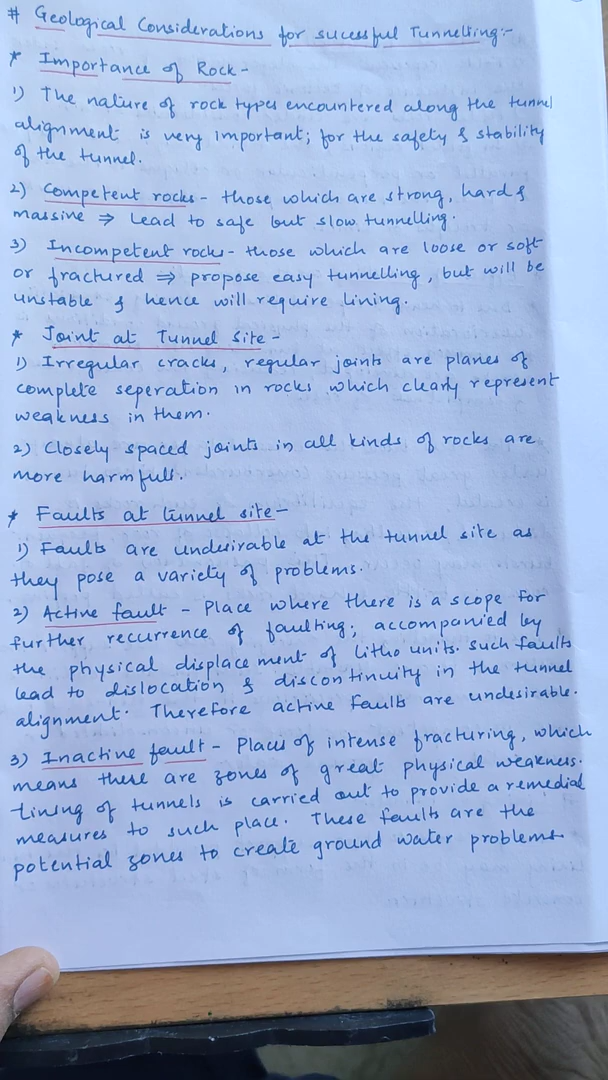 # Geological Considerations for sucessful Tunnelling:-
* Importance of Rock -
1) The nature of rock types encountered along the tunnel
alignment is very important; for the safety & stability
of the tunnel.
2) Competent rocks - those which are strong, hard &
massive ⇒ Lead to safe but slow tunnelling.
3) Incompetent rocks - those which are loose or soft
or fractured ⇒ propose easy tunnelling, but will be
unstable & hence will require lining.
* Joint at Tunnel Site -
1) Irregular cracks, regular joints are planes of
complete seperation in rocks which clearly represent
weakness in them.
2) Closely spaced joints in all kinds of rocks are
more harmfull.
* Faults at tunnel site -
1) Faults are undesirable at the tunnel site as
they pose a variety of problems.
2) Active fault - Place where there is a scope for
further recurrence of faulting; accompanied by
the physical displacement of litho units. such faults
lead to dislocation & discontinuity in the tunnel
alignment. Therefore active faults are undesirable.
3) Inactive fault - Places of intense fracturing, which
means these are zones of great physical weakness.
Lining of tunnels is carried out to provide a remedial
measures to such place. These faults are the
potential zones to create ground water problems